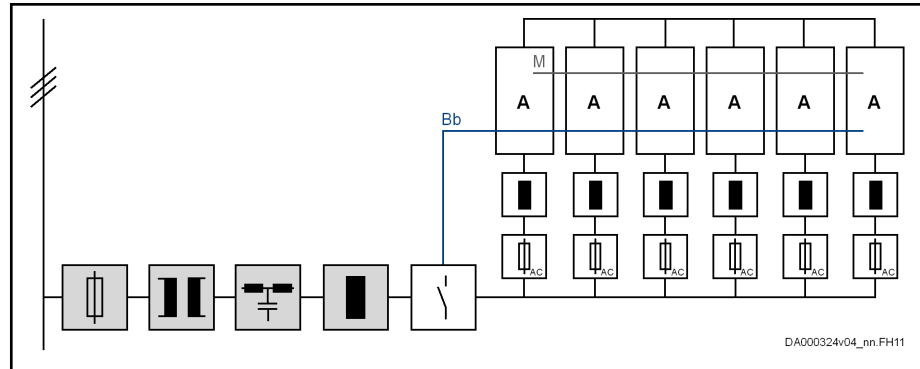 M
A A A A A A
Bb
AC AC AC AC AC AC
DA000324v04_nn.FH11